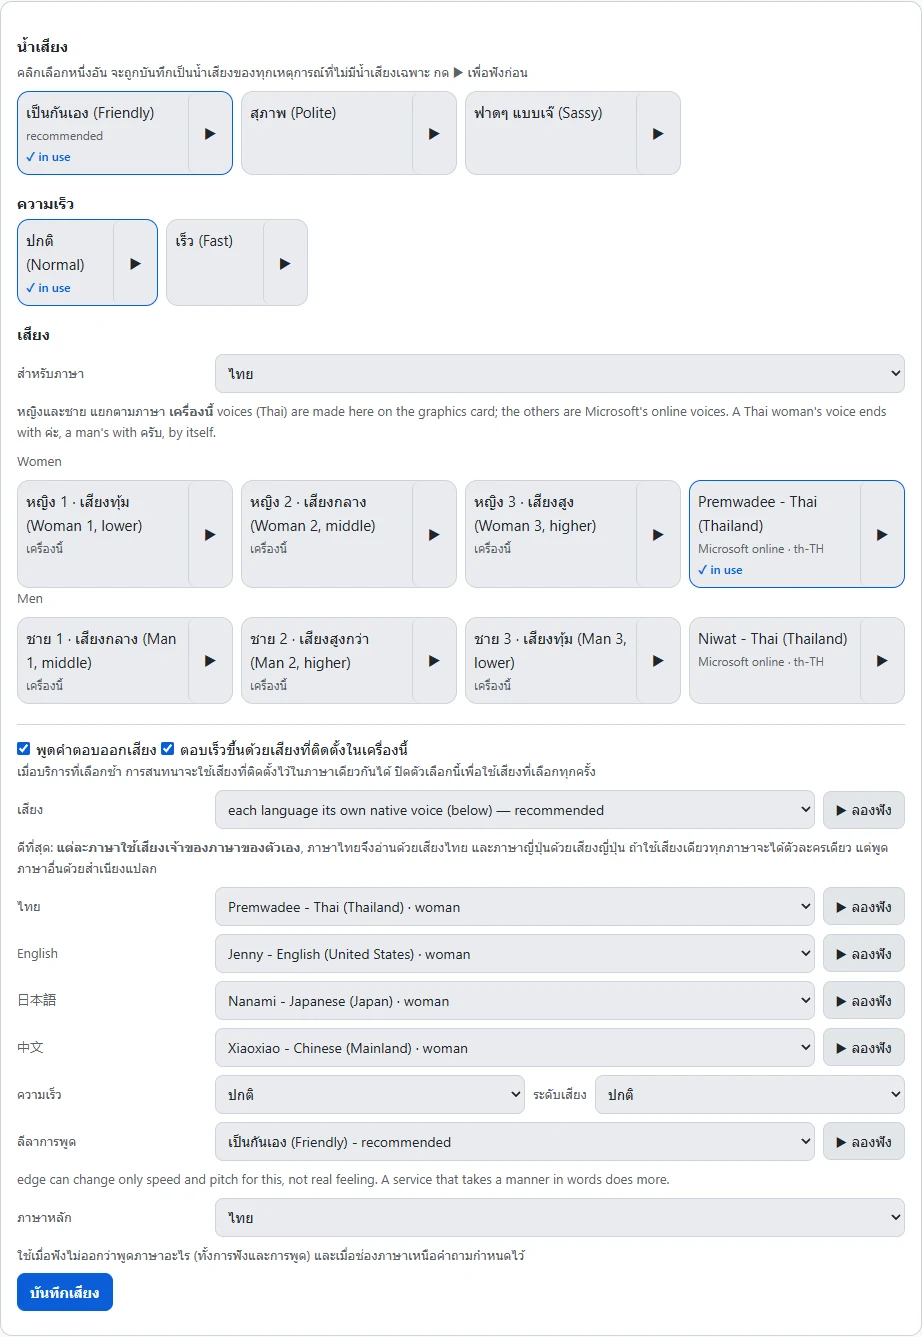 น้ำเสียง
คลิกเลือกหนึ่งอัน จะถูกบันทึกเป็นน้ำเสียงของทุกเหตุการณ์ที่ไม่มีน้ำเสียงเฉพาะ กด ▶ เพื่อฟังก่อน
เป็นกันเอง (Friendly)
recommended
✓ in use
▶
สุภาพ (Polite)
▶
ฟาดๆ แบบเจ๊ (Sassy)
▶
ความเร็ว
ปกติ
(Normal)
✓ in use
▶
เร็ว (Fast)
▶
เสียง
สำหรับภาษา
ไทย
หญิงและชาย แยกตามภาษา เครื่องนี้ voices (Thai) are made here on the graphics card; the others are Microsoft's online voices. A Thai woman's voice ends
with ค่ะ, a man's with ครับ, by itself.
Women
หญิง 1 · เสียงทุ้ม
(Woman 1, lower)
เครื่องนี้
▶
หญิง 2 · เสียงกลาง
(Woman 2, middle)
เครื่องนี้
▶
หญิง 3 · เสียงสูง
(Woman 3, higher)
เครื่องนี้
▶
Premwadee - Thai
(Thailand)
Microsoft online · th-TH
✓ in use
▶
Men
ชาย 1 · เสียงกลาง (Man
1, middle)
เครื่องนี้
▶
ชาย 2 · เสียงสูงกว่า
(Man 2, higher)
เครื่องนี้
▶
ชาย 3 · เสียงทุ้ม (Man 3,
lower)
เครื่องนี้
▶
Niwat - Thai (Thailand)
Microsoft online · th-TH
▶
พูดคำตอบออกเสียง ตอบเร็วขึ้นด้วยเสียงที่ติดตั้งในเครื่องนี้
เมื่อบริการที่เลือกช้า การสนทนาจะใช้เสียงที่ติดตั้งไว้ในภาษาเดียวกันได้ ปิดตัวเลือกนี้เพื่อใช้เสียงที่เลือกทุกครั้ง
เสียง
each language its own native voice (below) — recommended
▶ ลองฟัง
ดีที่สุด: แต่ละภาษาใช้เสียงเจ้าของภาษาของตัวเอง, ภาษาไทยจึงอ่านด้วยเสียงไทย และภาษาญี่ปุ่นด้วยเสียงญี่ปุ่น ถ้าใช้เสียงเดียวทุกภาษาจะได้ตัวละครเดียว แต่พูด
ภาษาอื่นด้วยสำเนียงแปลก
ไทย
Premwadee - Thai (Thailand) · woman
▶ ลองฟัง
English
Jenny - English (United States) · woman
▶ ลองฟัง
日本語
Nanami - Japanese (Japan) · woman
▶ ลองฟัง
中文
Xiaoxiao - Chinese (Mainland) · woman
▶ ลองฟัง
ความเร็ว
ปกติ
ระดับเสียง
ปกติ
ลีลาการพูด
เป็นกันเอง (Friendly) - recommended
▶ ลองฟัง
edge can change only speed and pitch for this, not real feeling. A service that takes a manner in words does more.
ภาษาหลัก
ไทย
ใช้เมื่อฟังไม่ออกว่าพูดภาษาอะไร (ทั้งการฟังและการพูด) และเมื่อช่องภาษาเหนือคำถามกำหนดไว้
บันทึกเสียง